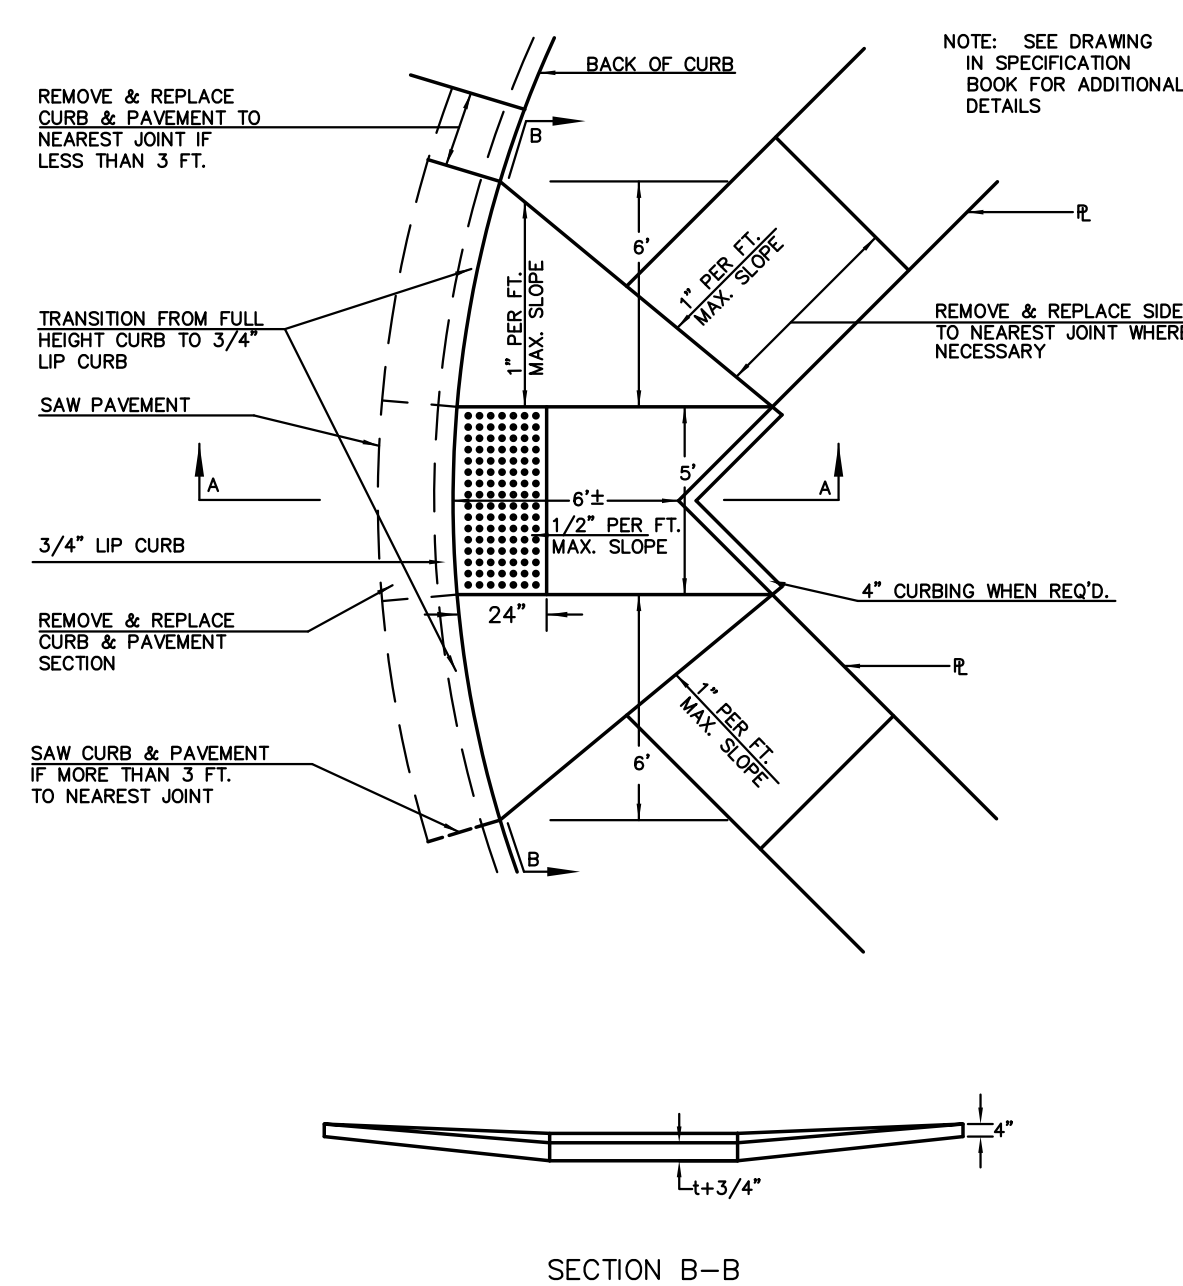 NOTE: SEE DRAWING
IN SPECIFICATION
BOOK FOR ADDITIONAL
DETAILS
BACK OF CURB
REMOVE & REPLACE
CURB & PAVEMENT TO
NEAREST JOINT IF
LESS THAN 3 FT.
B
℄
6'
1" PER FT.
MAX. SLOPE
1" PER FT.
MAX. SLOPE
TRANSITION FROM FULL
HEIGHT CURB TO 3/4"
LIP CURB
REMOVE & REPLACE SIDE
TO NEAREST JOINT WHERE
NECESSARY
SAW PAVEMENT
A
5'
A
6'±
1/2" PER FT.
MAX. SLOPE
3/4" LIP CURB
4" CURBING WHEN REQ'D.
24"
REMOVE & REPLACE
CURB & PAVEMENT
SECTION
℄
1" PER FT.
MAX. SLOPE
6'
SAW CURB & PAVEMENT
IF MORE THAN 3 FT.
TO NEAREST JOINT
B
4"
t+3/4"
SECTION B-B